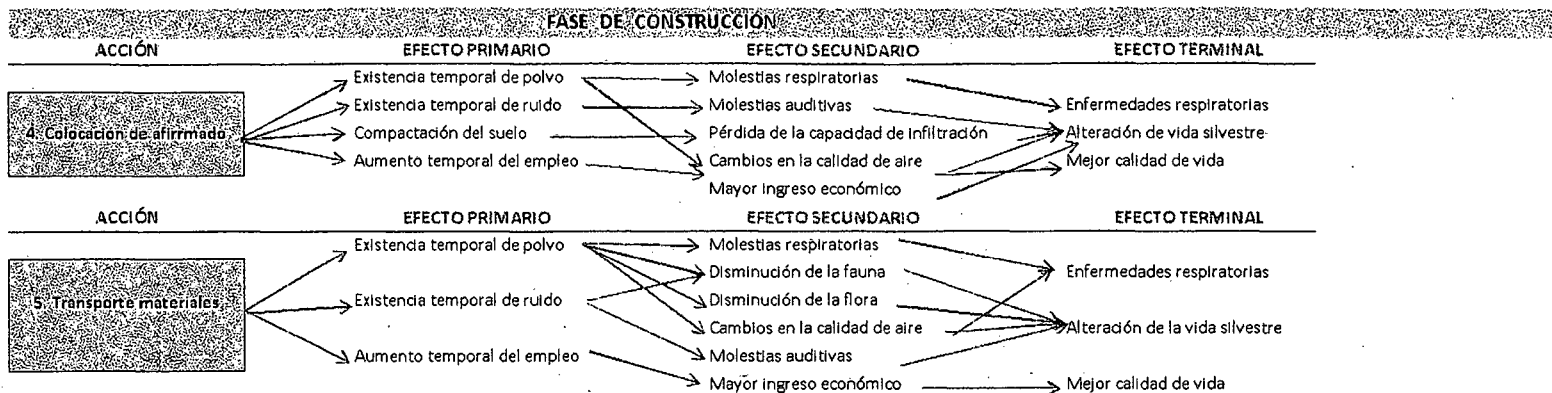 FASE DE CONSTRUCCIÓN
ACCIÓN EFECTO PRIMARIO EFECTO SECUNDARIO EFECTO TERMINAL
Existencia temporal de polvo Molestias respiratorias
Existencia temporal de ruido Molestias auditivas Enfermedades respiratorias
4. Colocación de afirrmado Compactación del suelo Pérdida de la capacidad de infiltración Alteración de vida silvestre
Aumento temporal del empleo Cambios en la calidad de aire Mejor calidad de vida
Mayor ingreso económico
ACCIÓN EFECTO PRIMARIO EFECTO SECUNDARIO EFECTO TERMINAL
Existencia temporal de polvo Molestias respiratorias
Disminución de la fauna Enfermedades respiratorias
5. Transporte materiales Existencia temporal de ruido Disminución de la flora
Cambios en la calidad de aire Alteración de la vida silvestre
Aumento temporal del empleo Molestias auditivas
Mayor ingreso económico Mejor calidad de vida